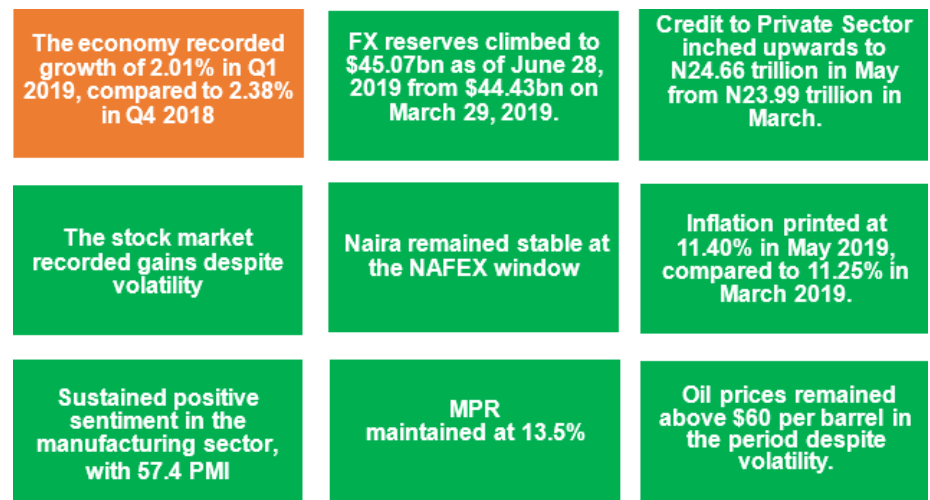 The economy recorded
growth of 2.01% in Q1
2019, compared to 2.38%
in Q4 2018
FX reserves climbed to
$45.07bn as of June 28,
2019 from $44.43bn on
March 29, 2019.
Credit to Private Sector
inched upwards to
N24.66 trillion in May
from N23.99 trillion in
March.
The stock market
recorded gains despite
volatility
Naira remained stable at
the NAFEX window
Inflation printed at
11.40% in May 2019,
compared to 11.25% in
March 2019.
Sustained positive
sentiment in the
manufacturing sector,
with 57.4 PMI
MPR
maintained at 13.5%
Oil prices remained
above $60 per barrel in
the period despite
volatility.